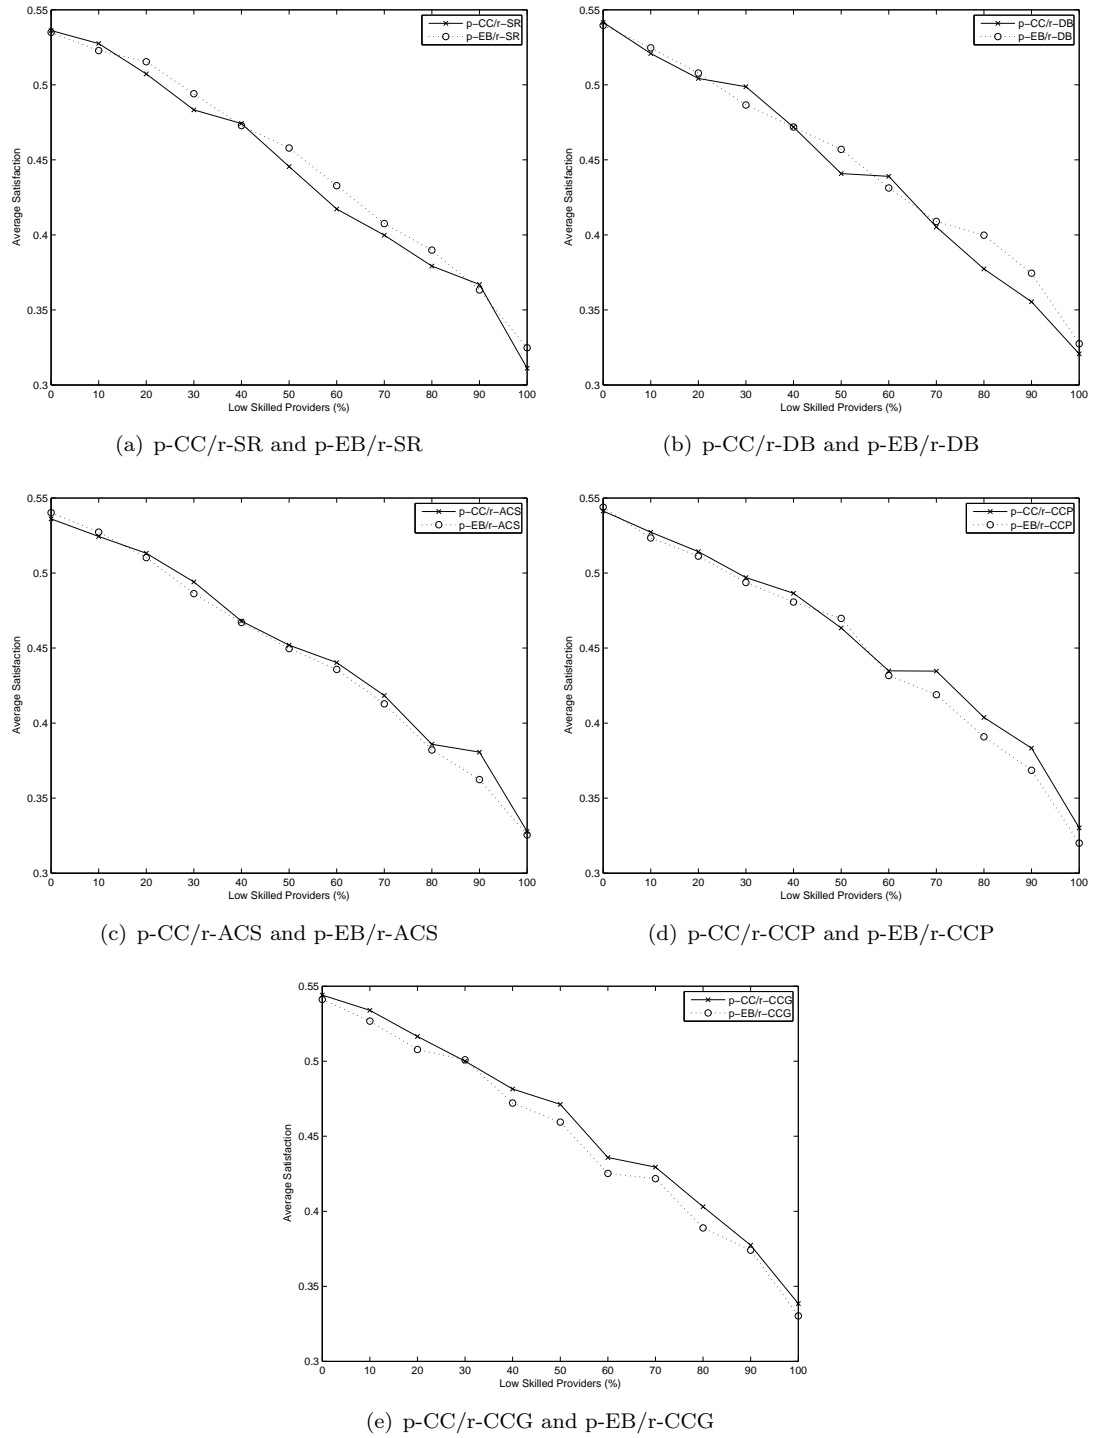 0.55
0.5
0.45
0.4
0.35
0.3
Average Satisfaction
p−CC/r−SR
p−EB/r−SR
0 10 20 30 40 50 60 70 80 90 100
Low Skilled Providers (%)
(a) p-CC/r-SR and p-EB/r-SR
0.55
0.5
0.45
0.4
0.35
0.3
Average Satisfaction
p−CC/r−DB
p−EB/r−DB
0 10 20 30 40 50 60 70 80 90 100
Low Skilled Providers (%)
(b) p-CC/r-DB and p-EB/r-DB
0.55
0.5
0.45
0.4
0.35
0.3
Average Satisfaction
p−CC/r−ACS
p−EB/r−ACS
0 10 20 30 40 50 60 70 80 90 100
Low Skilled Providers (%)
(c) p-CC/r-ACS and p-EB/r-ACS
0.55
0.5
0.45
0.4
0.35
0.3
Average Satisfaction
p−CC/r−CCP
p−EB/r−CCP
0 10 20 30 40 50 60 70 80 90 100
Low Skilled Providers (%)
(d) p-CC/r-CCP and p-EB/r-CCP
0.55
0.5
0.45
0.4
0.35
0.3
Average Satisfaction
p−CC/r−CCG
p−EB/r−CCG
0 10 20 30 40 50 60 70 80 90 100
Low Skilled Providers (%)
(e) p-CC/r-CCG and p-EB/r-CCG